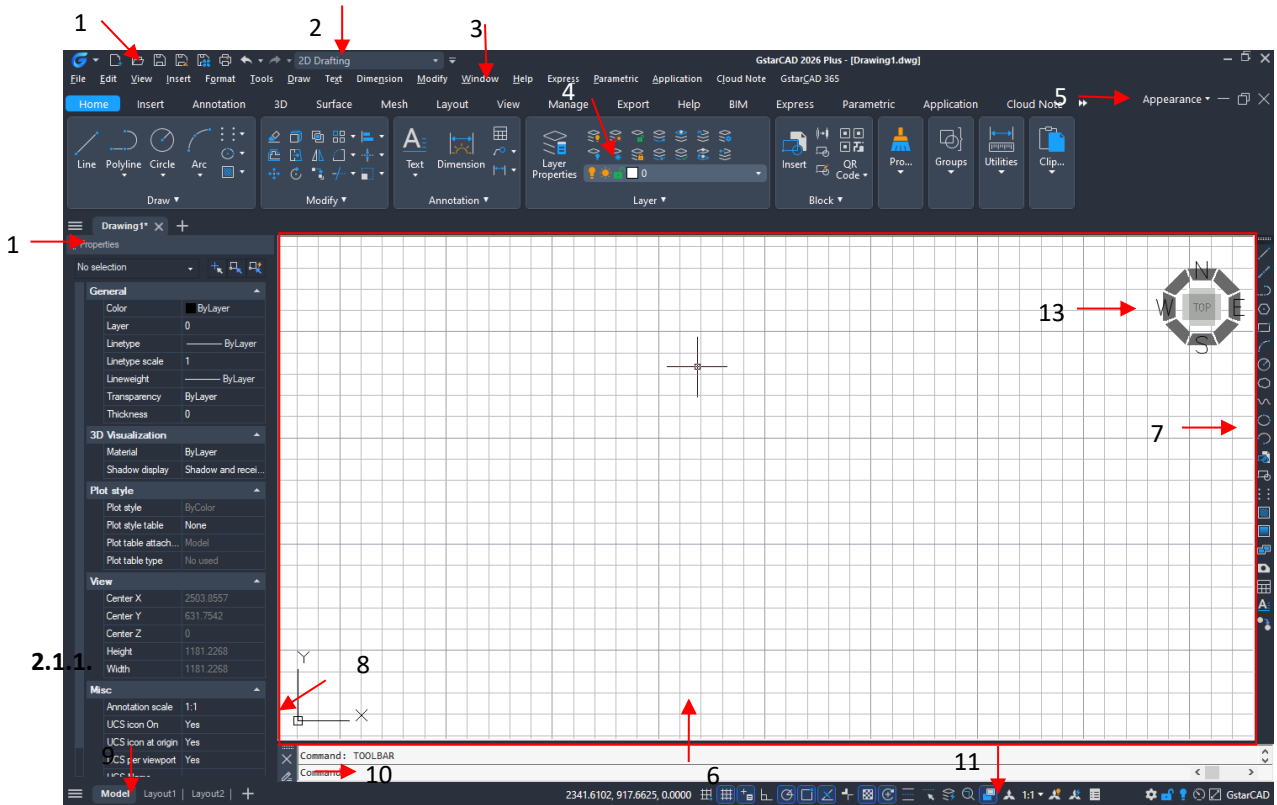 1
2
3
2D Drafting
GstarCAD 2026 Plus - [Drawing1.dwg]
File Edit View Insert Format Tools Draw Text Dimension Modify Window Help Express Parametric Application Cloud Note GstarCAD 365
4
5
Home Insert Annotation 3D Surface Mesh Layout View Manage Export Help BIM Express Parametric Application Cloud Note Appearance
Line Polyline Circle Arc
Text Dimension
Layer Properties
0
Insert
QR Code
Pro...
Groups
Utilities
Clip...
Draw Modify Annotation Layer Block
Drawing1*
1
Properties
No selection
General
Color ByLayer
Layer 0
Linetype ByLayer
Linetype scale 1
Lineweight ByLayer
Transparency ByLayer
Thickness 0
3D Visualization
Material ByLayer
Shadow display Shadow and recei...
Plot style
Plot style ByColor
Plot style table None
Plot table attach... Model
Plot table type No used
View
Center X 2503.8557
Center Y 631.7542
Center Z 0
Height 1181.2268
2.1.1.
Width 1181.2268
Misc
Annotation scale 1:1
UCS icon On Yes
UCS icon at origin Yes
9
UCS per viewport Yes
UCS Name
N
W TOP E
S
13
7
Y
8
X
Command: TOOLBAR
Command:
10
6
11
Model Layout1 | Layout2 |
2341.6102, 917.6625, 0.0000
1:1
GstarCAD